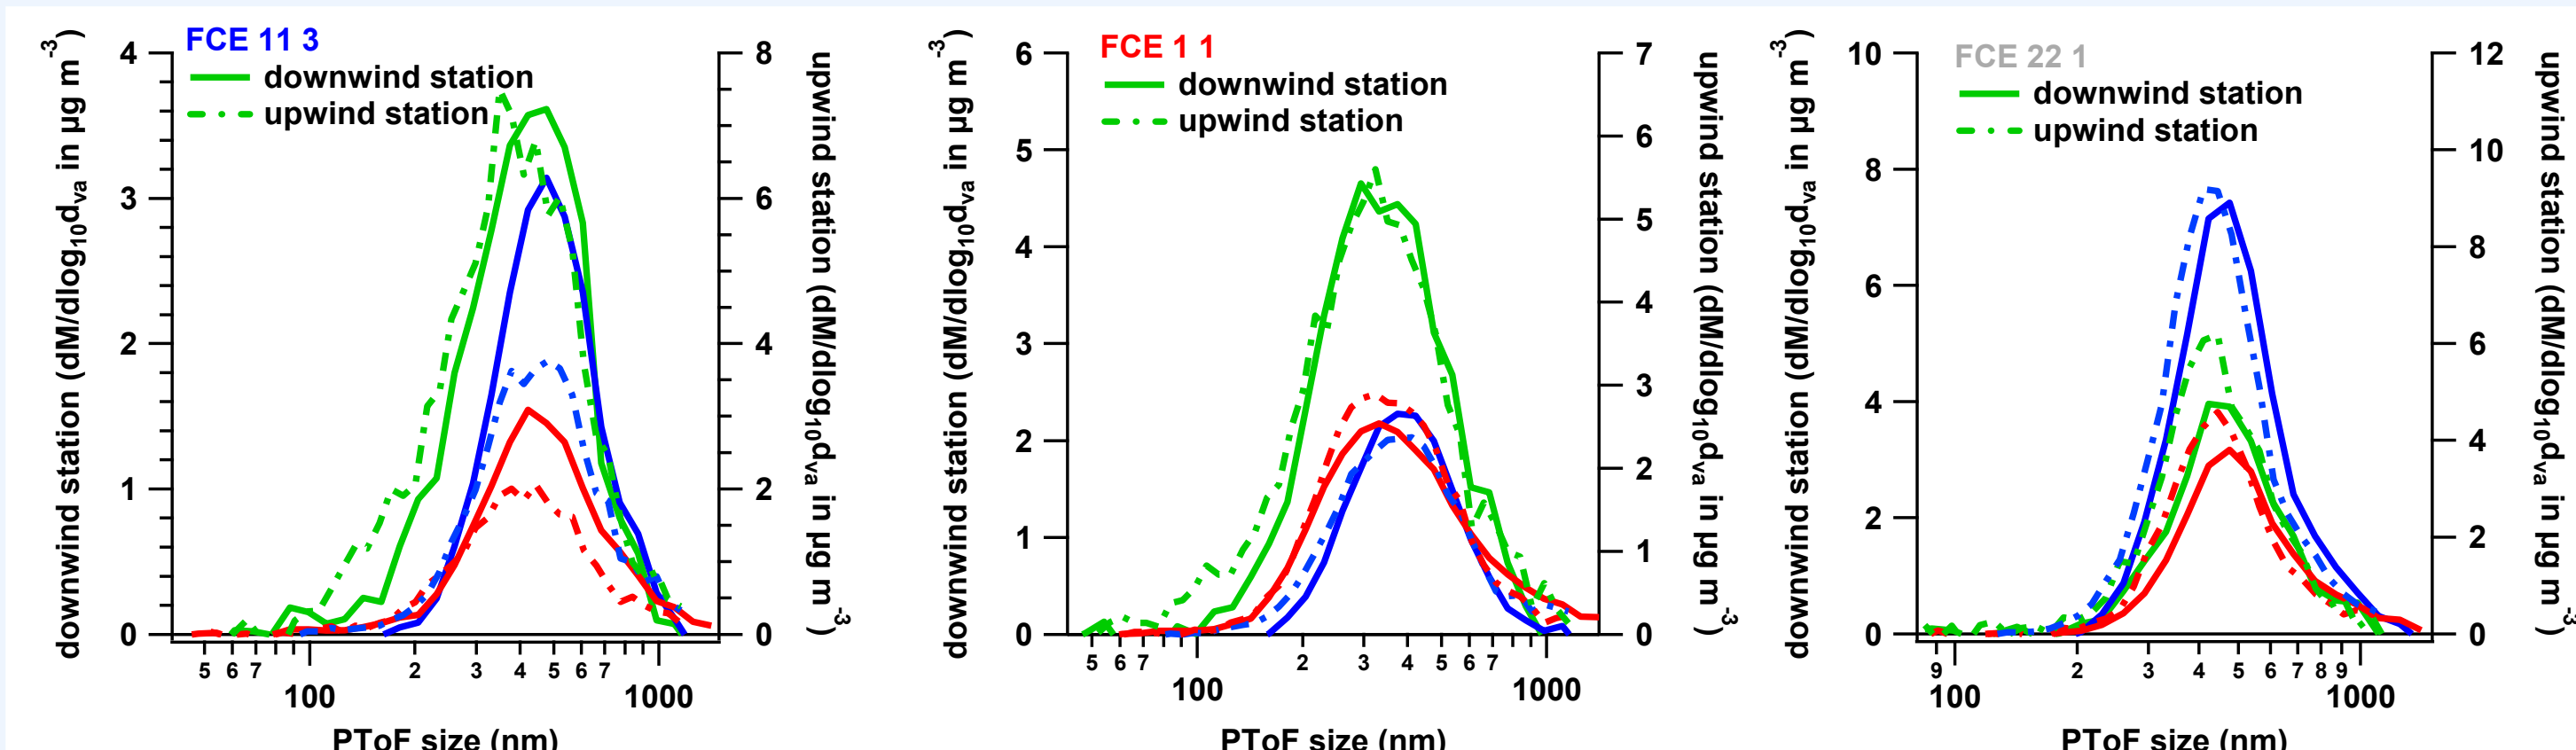 FCE 11 3
downwind station
upwind station
downwind station (dM/dlog10dva in µg m-3)
4
3
2
1
0
8
6
4
2
0
upwind station (dM/dlog10dva in µg m-3)
5 6 7 2 3 4 5 6 7
100 1000
PToF size (nm)
FCE 1 1
downwind station
upwind station
downwind station (dM/dlog10dva in µg m-3)
6
5
4
3
2
1
0
7
6
5
4
3
2
1
0
upwind station (dM/dlog10dva in µg m-3)
5 6 7 2 3 4 5 6 7
100 1000
PToF size (nm)
FCE 22 1
downwind station
upwind station
downwind station (dM/dlog10dva in µg m-3)
10
8
6
4
2
0
12
10
8
6
4
2
0
upwind station (dM/dlog10dva in µg m-3)
9 2 3 4 5 6 7 8 9
100 1000
PToF size (nm)